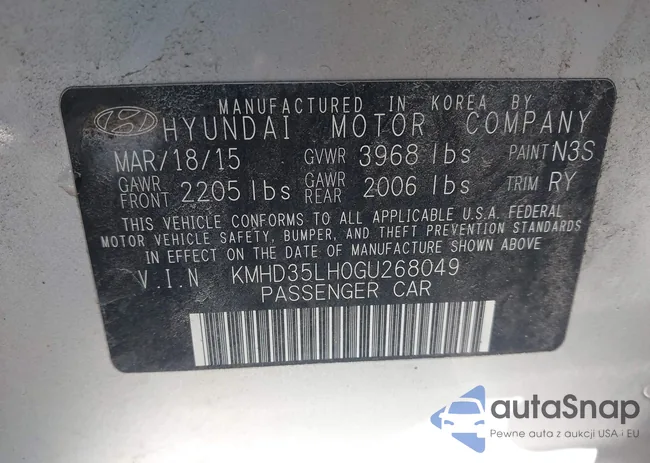 MANUFACTURED IN KOREA BY
HYUNDAI MOTOR COMPANY
MAR/18/15 GVWR 3968 lbs PAINT N3S
GAWR FRONT 2205 lbs GAWR REAR 2006 lbs TRIM RY
THIS VEHICLE CONFORMS TO ALL APPLICABLE U.S.A. FEDERAL
MOTOR VEHICLE SAFETY, BUMPER, AND THEFT PREVENTION STANDARDS
IN EFFECT ON THE DATE OF MANUFACTURE SHOWN ABOVE
V.I.N KMHD35LH0GU268049
PASSENGER CAR
autaSnap
Pewne auta z aukcji USA i EU